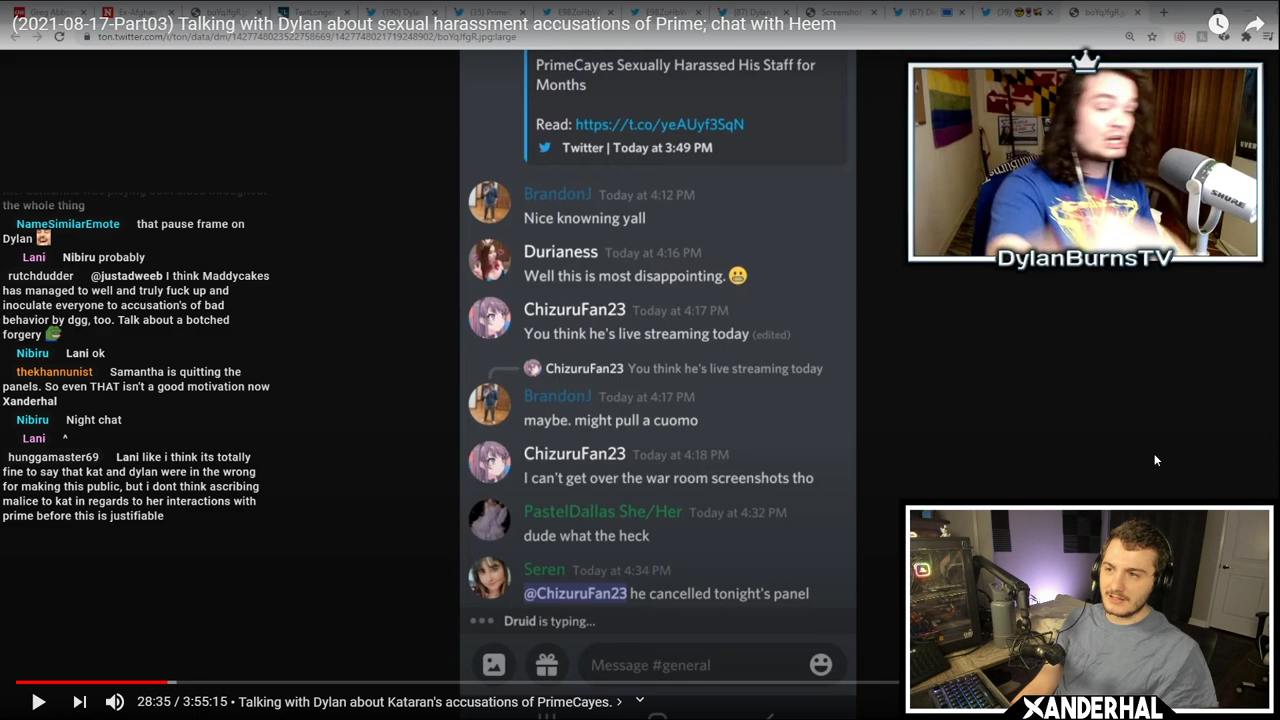 (2021-08-17-Part03) Talking with Dylan about sexual harassment accusations of Prime; chat with Heem
ton.twitter.com/i/ton/data/dm/1427748023522758669/1427748021719248902/boYqJfgR.jpg:large
the whole thing
NameSimilarEmote that pause frame on
Dylan
Lani Nibiru probably
rutchdudder @justadweeb I think Maddycakes
has managed to well and truly fuck up and
inoculate everyone to accusation's of bad
behavior by dgg, too. Talk about a botched
forgery
Nibiru Lani ok
thekhannunist Samantha is quitting the
panels. So even THAT isn't a good motivation now
Xanderhal
Nibiru Night chat
Lani ^
hunggamaster69 Lani like i think its totally
fine to say that kat and dylan were in the wrong
for making this public, but i dont think ascribing
malice to kat in regards to her interactions with
prime before this is justifiable
PrimeCayes Sexually Harassed His Staff for
Months
Read: https://t.co/yeAUyf3SqN
Twitter | Today at 3:49 PM
BrandonJ Today at 4:12 PM
Nice knowning yall
Durianess Today at 4:16 PM
Well this is most disappointing. 😬
ChizuruFan23 Today at 4:17 PM
You think he's live streaming today (edited)
ChizuruFan23 You think he's live streaming today
BrandonJ Today at 4:17 PM
maybe. might pull a cuomo
ChizuruFan23 Today at 4:18 PM
I can't get over the war room screenshots tho
PastelDallas She/Her Today at 4:32 PM
dude what the heck
Seren Today at 4:34 PM
@ChizuruFan23 he cancelled tonight's panel
Druid is typing...
Message #general
SHURE
DylanBurnsTV
XANDERHAL
28:35 / 3:55:15 • Talking with Dylan about Kataran's accusations of PrimeCayes. >